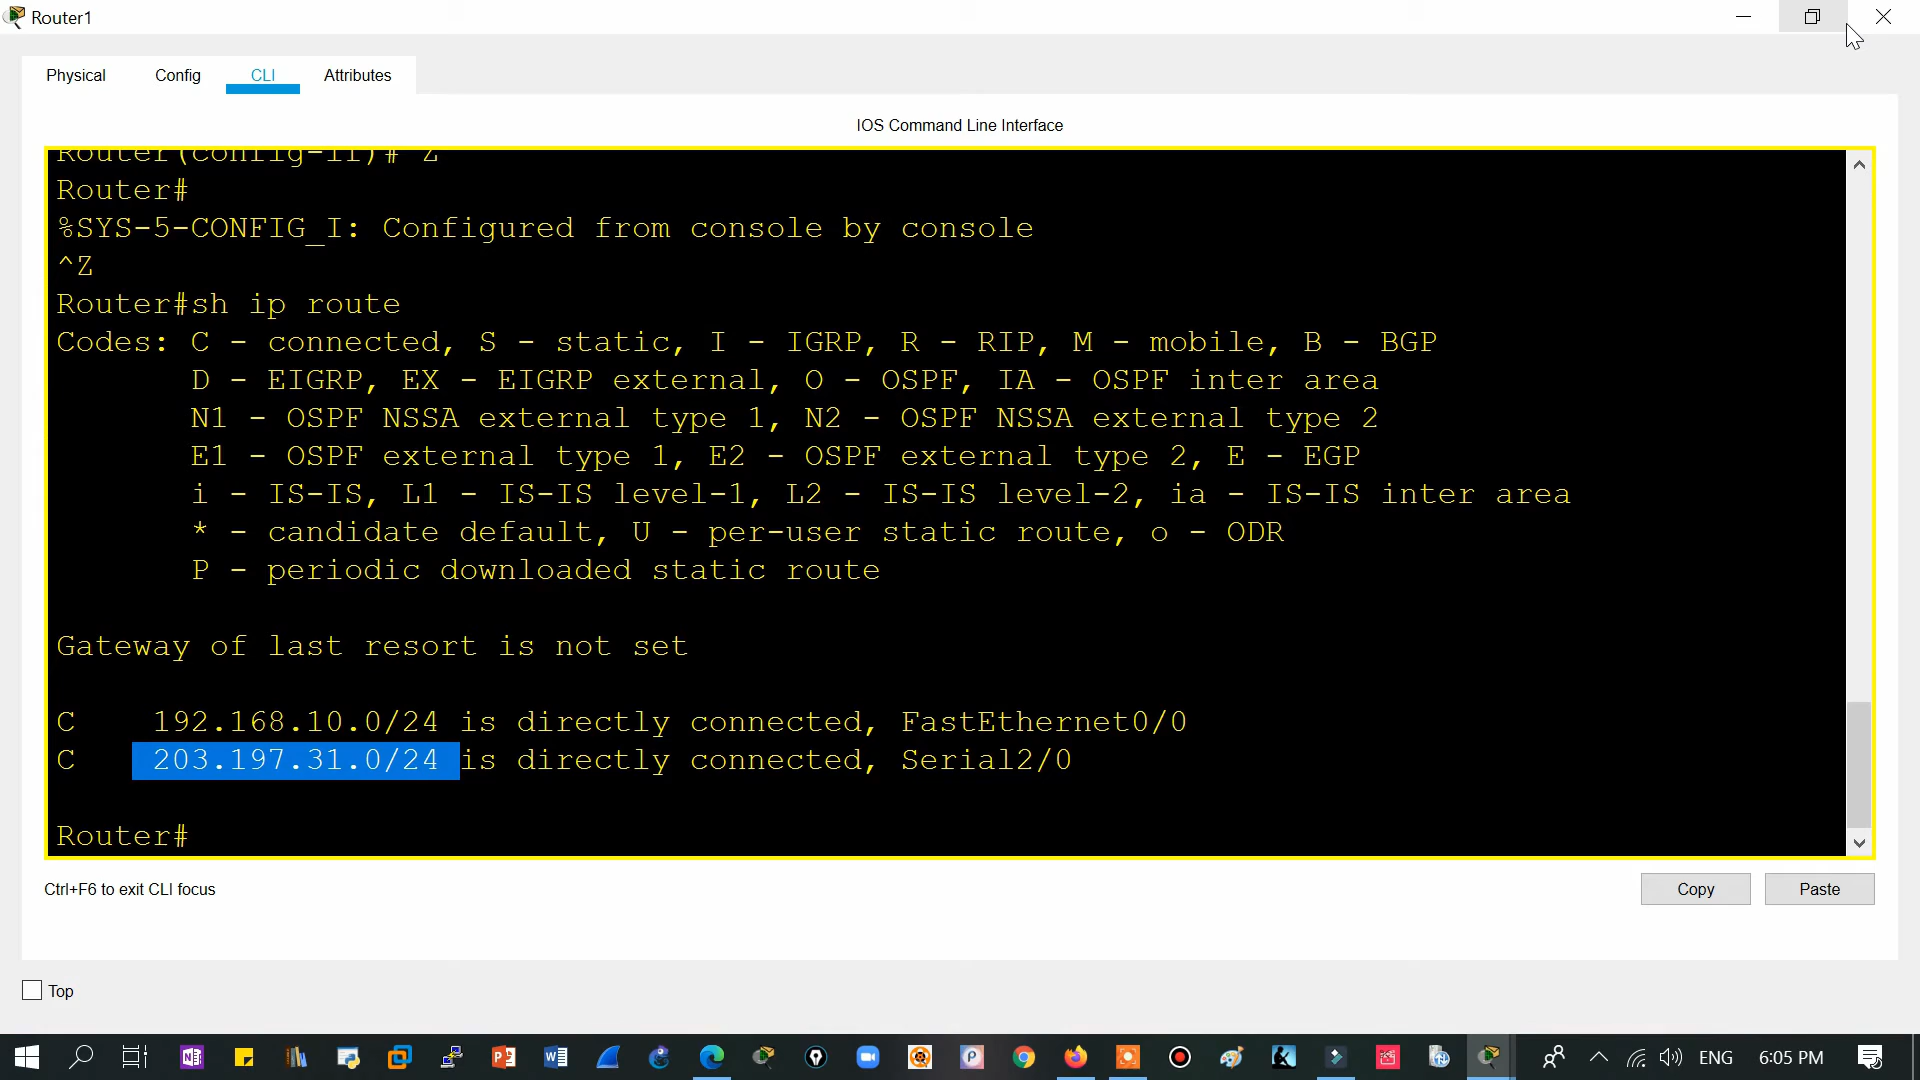 Router1
Physical Config CLI Attributes
IOS Command Line Interface
Router(config-if)#^Z
Router#
%SYS-5-CONFIG_I: Configured from console by console
^Z
Router#sh ip route
Codes: C - connected, S - static, I - IGRP, R - RIP, M - mobile, B - BGP
D - EIGRP, EX - EIGRP external, O - OSPF, IA - OSPF inter area
N1 - OSPF NSSA external type 1, N2 - OSPF NSSA external type 2
E1 - OSPF external type 1, E2 - OSPF external type 2, E - EGP
i - IS-IS, L1 - IS-IS level-1, L2 - IS-IS level-2, ia - IS-IS inter area
* - candidate default, U - per-user static route, o - ODR
P - periodic downloaded static route
Gateway of last resort is not set
C 192.168.10.0/24 is directly connected, FastEthernet0/0
C 203.197.31.0/24 is directly connected, Serial2/0
Router#
Ctrl+F6 to exit CLI focus
Copy Paste
Top
ENG 6:05 PM